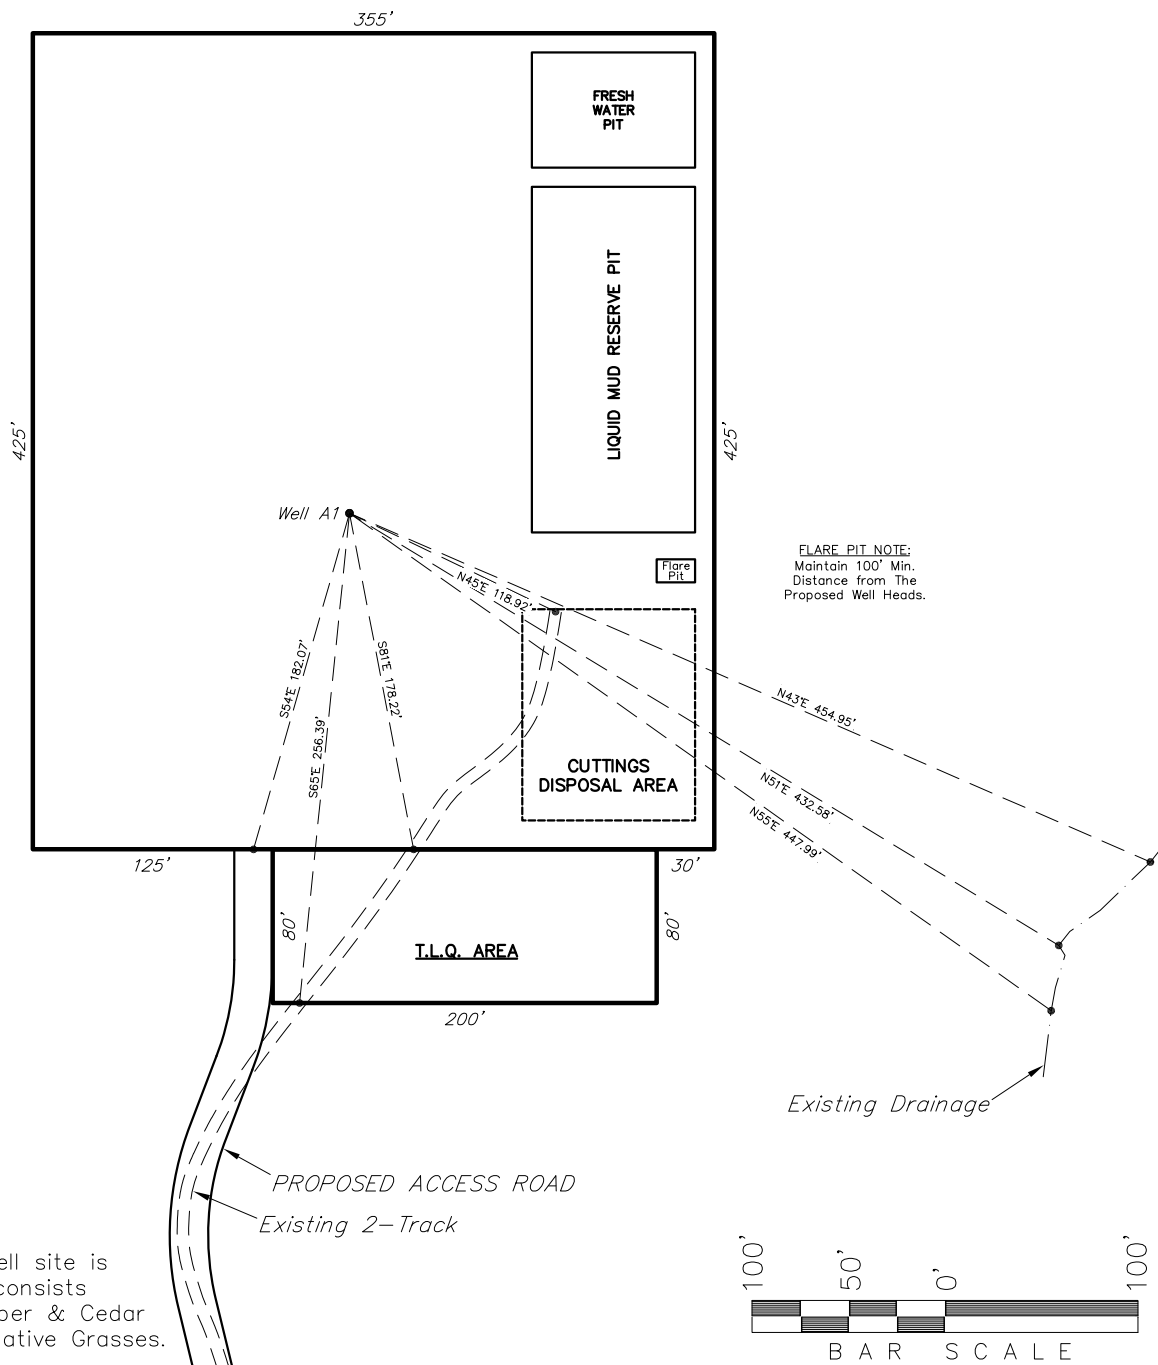 355'
FRESH
WATER
PIT
LIQUID MUD RESERVE PIT
425'
425'
Well A1
Flare
Pit
FLARE PIT NOTE:
Maintain 100' Min.
Distance from The
Proposed Well Heads.
N45°E 118.92'
S54°E 182.07'
S81°E 178.22'
S65°E 256.39'
N43°E 454.95'
N51°E 432.58'
N55°E 447.99'
CUTTINGS
DISPOSAL AREA
125'
30'
80'
80'
T.L.Q. AREA
200'
Existing Drainage
PROPOSED ACCESS ROAD
Existing 2-Track
ell site is
consists
per & Cedar
ative Grasses.
100'
50'
0'
100'
BAR SCALE